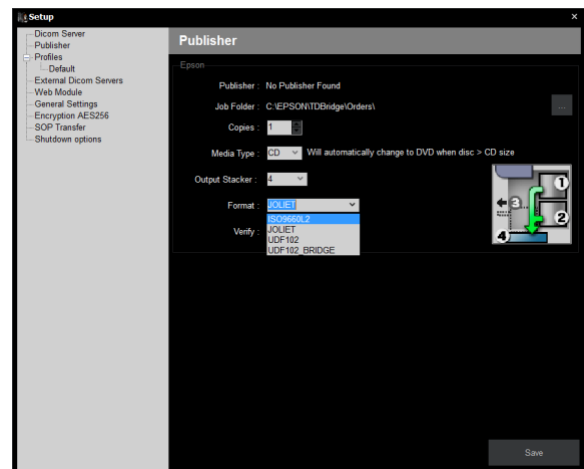 Setup
×
Dicom Server
Publisher
Profiles
Default
External Dicom Servers
Web Module
General Settings
Encryption AES256
SOP Transfer
Shutdown options
Publisher
Epson
Publisher : No Publisher Found
Job Folder : C:\EPSON\TDBridge\Orders\
...
Copies : 1
Media Type : CD Will automatically change to DVD when disc > CD size
Output Stacker : 4
Format : JOLIET
ISO9660L2
JOLIET
UDF102
UDF102_BRIDGE
Verify :
1
2
3
4
Save